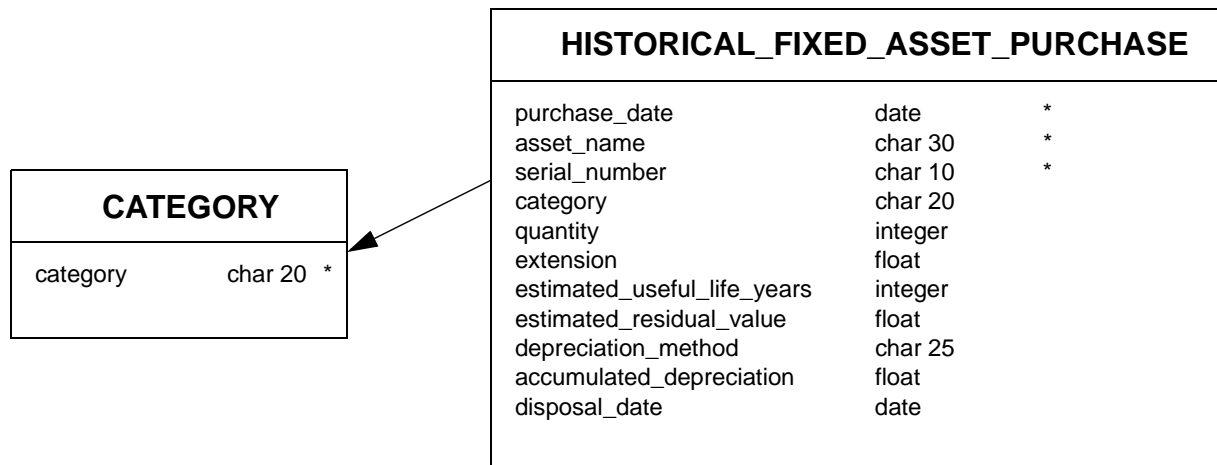 HISTORICAL_FIXED_ASSET_PURCHASE
purchase_date date *
asset_name char 30 *
serial_number char 10 *
category char 20
quantity integer
extension float
estimated_useful_life_years integer
estimated_residual_value float
depreciation_method char 25
accumulated_depreciation float
disposal_date date
CATEGORY
category char 20 *